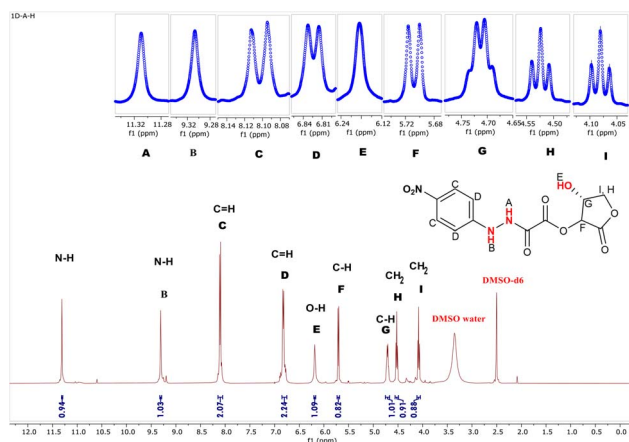 1D-A-H
11.32 11.28
f1 (ppm)
9.32 9.28
f1 (ppm)
8.14 8.12 8.10 8.08
f1 (ppm)
6.84 6.81
f1 (ppm)
6.24 6.12
f1 (ppm)
5.72 5.68
f1 (ppm)
4.75 4.70 4.65
f1 (ppm)
4.55 4.50
f1 (ppm)
4.10 4.05
f1 (ppm)
A B C D E F G H I
O₂N
C
D
C
D
A
H
N
N
H
B
O
O
O
F
G
E
HO
I, H
O
O
N-H
N-H
B
C=H
C
C=H
D
O-H
E
C-H
F
C-H
G
CH₂
H
CH₂
I
DMSO water
DMSO-d6
0.94
1.03
2.07
2.24
1.09
0.82
1.01
0.91
0.88
12.0 11.5 11.0 10.5 10.0 9.5 9.0 8.5 8.0 7.5 7.0 6.5 6.0 5.5 5.0 4.5 4.0 3.5 3.0 2.5 2.0 1.5 1.0 0.5 0.0
f1 (ppm)